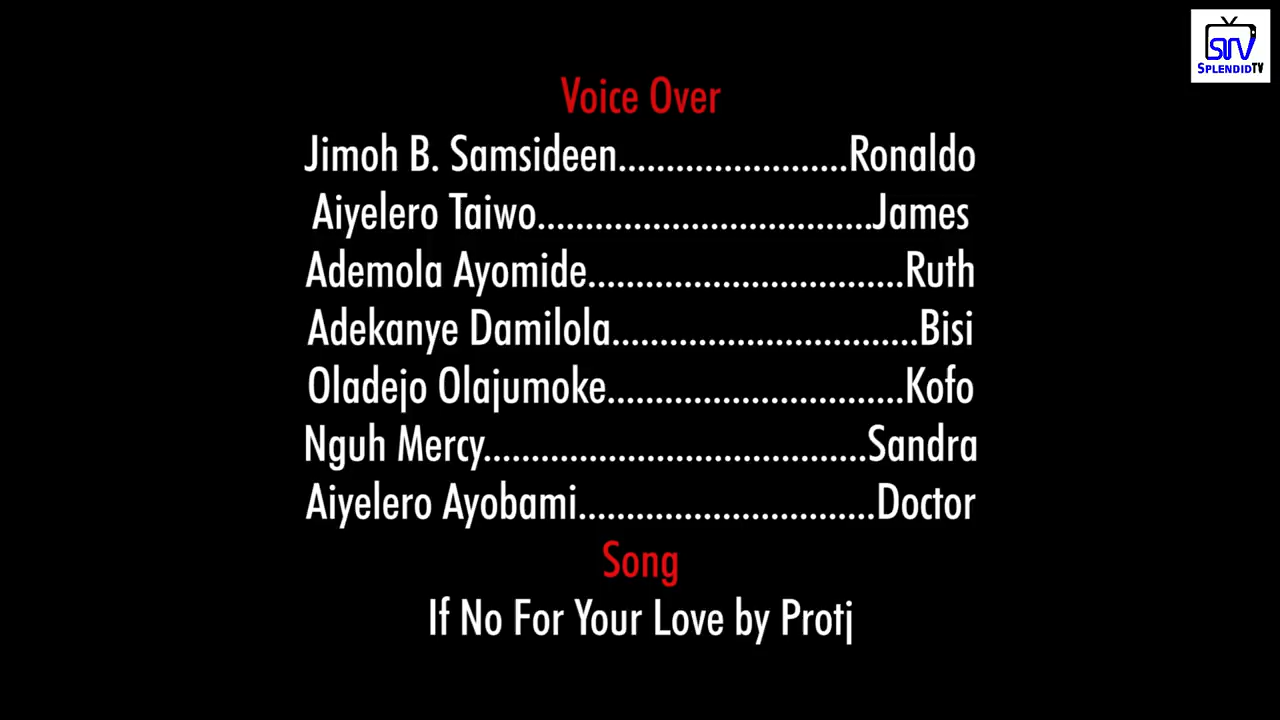 STV
SPLENDIDTV
Voice Over
Jimoh B. Samsideen.......................Ronaldo
Aiyelero Taiwo..................................James
Ademola Ayomide................................Ruth
Adekanye Damilola...............................Bisi
Oladejo Olajumoke..............................Kofo
Nguh Mercy.......................................Sandra
Aiyelero Ayobami..............................Doctor
Song
If No For Your Love by Protj